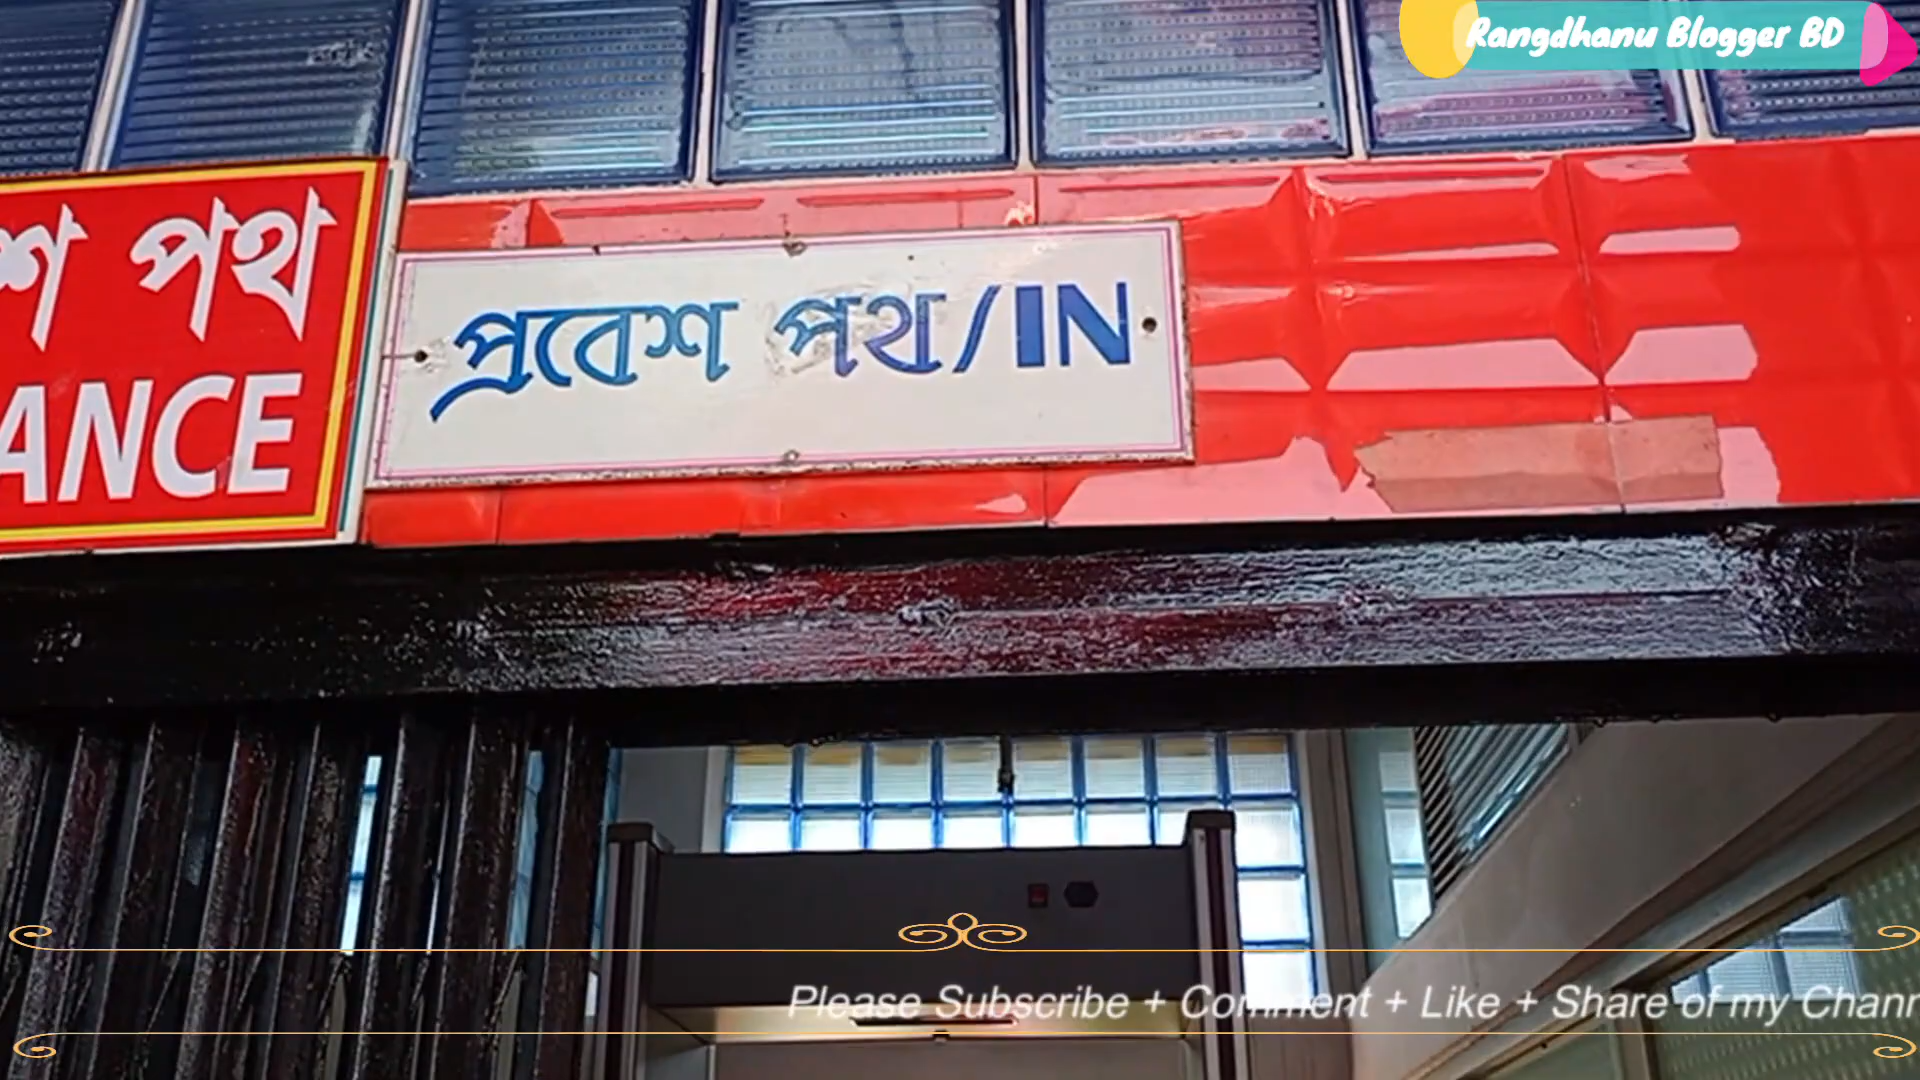 Rangdhanu Blogger BD
শ পথ
ANCE
প্রবেশ পথ/IN
Please Subscribe + Comment + Like + Share of my Chann